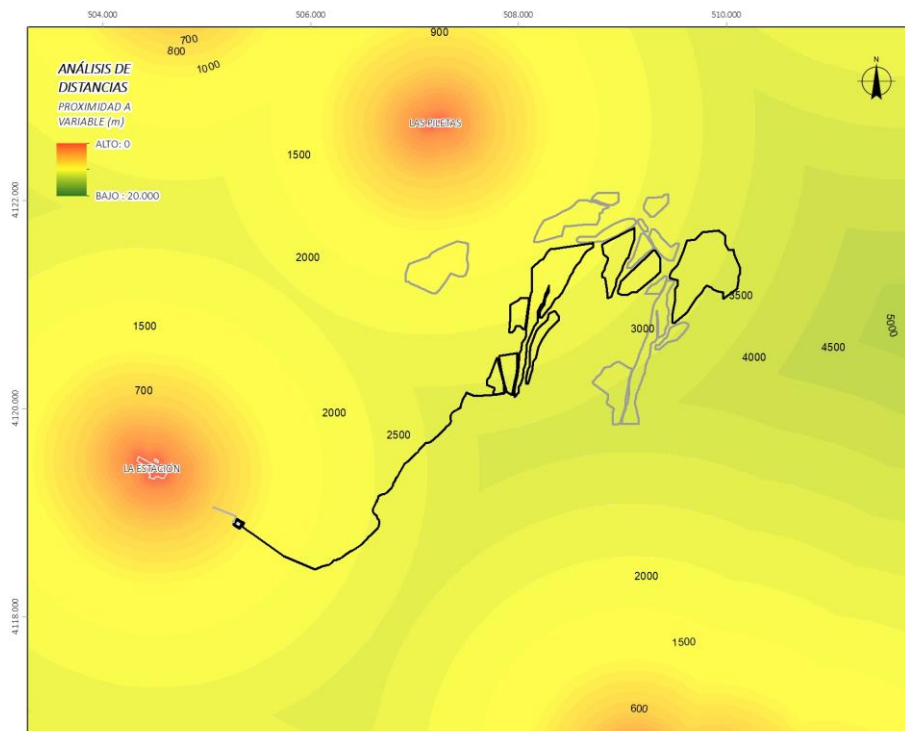 504.000
506.000
508.000
510.000
700
800
1000
900
ANÁLISIS DE
DISTANCIAS
PROXIMIDAD A
VARIABLE (m)
ALTO: 0
BAJO : 20.000
N
LAS PILETAS
1500
4.122.000
2000
1500
3500
3000
5000
4500
4000
700
4.120.000
2000
2500
LA ESTACIÓN
2000
4.118.000
1500
600